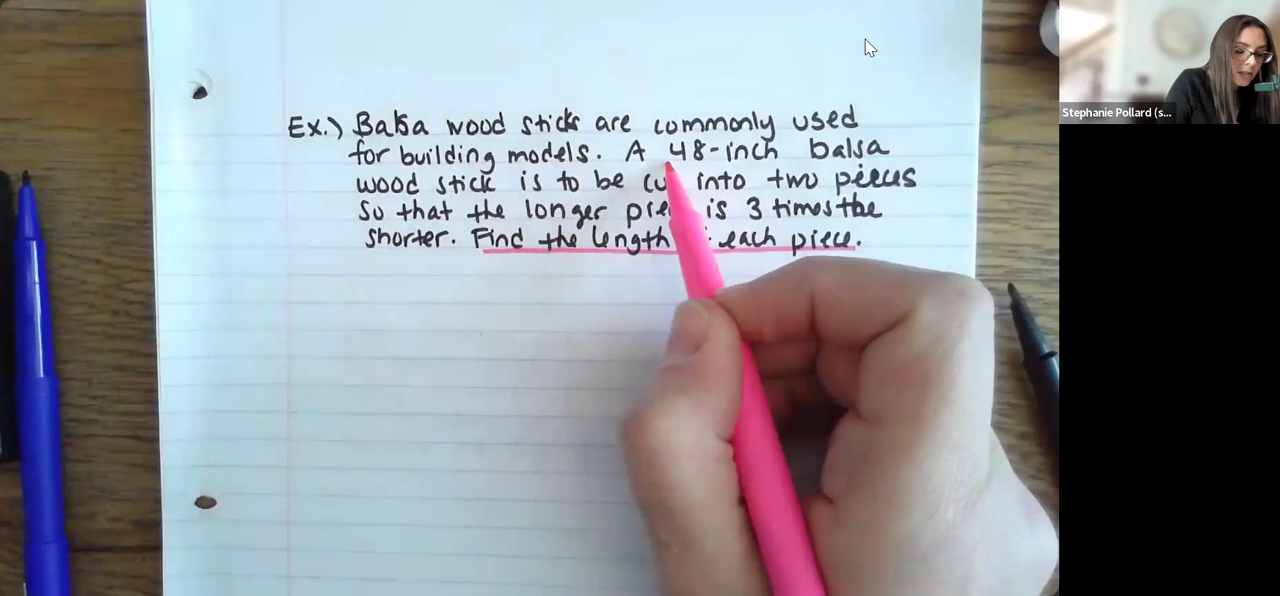 Ex.) Balsa wood sticks are commonly used
for building models. A 48-inch balsa
wood stick is to be into two pieces
so that the longer is 3 times the
shorter. Find the length each piece.
Stephanie Pollard (s...